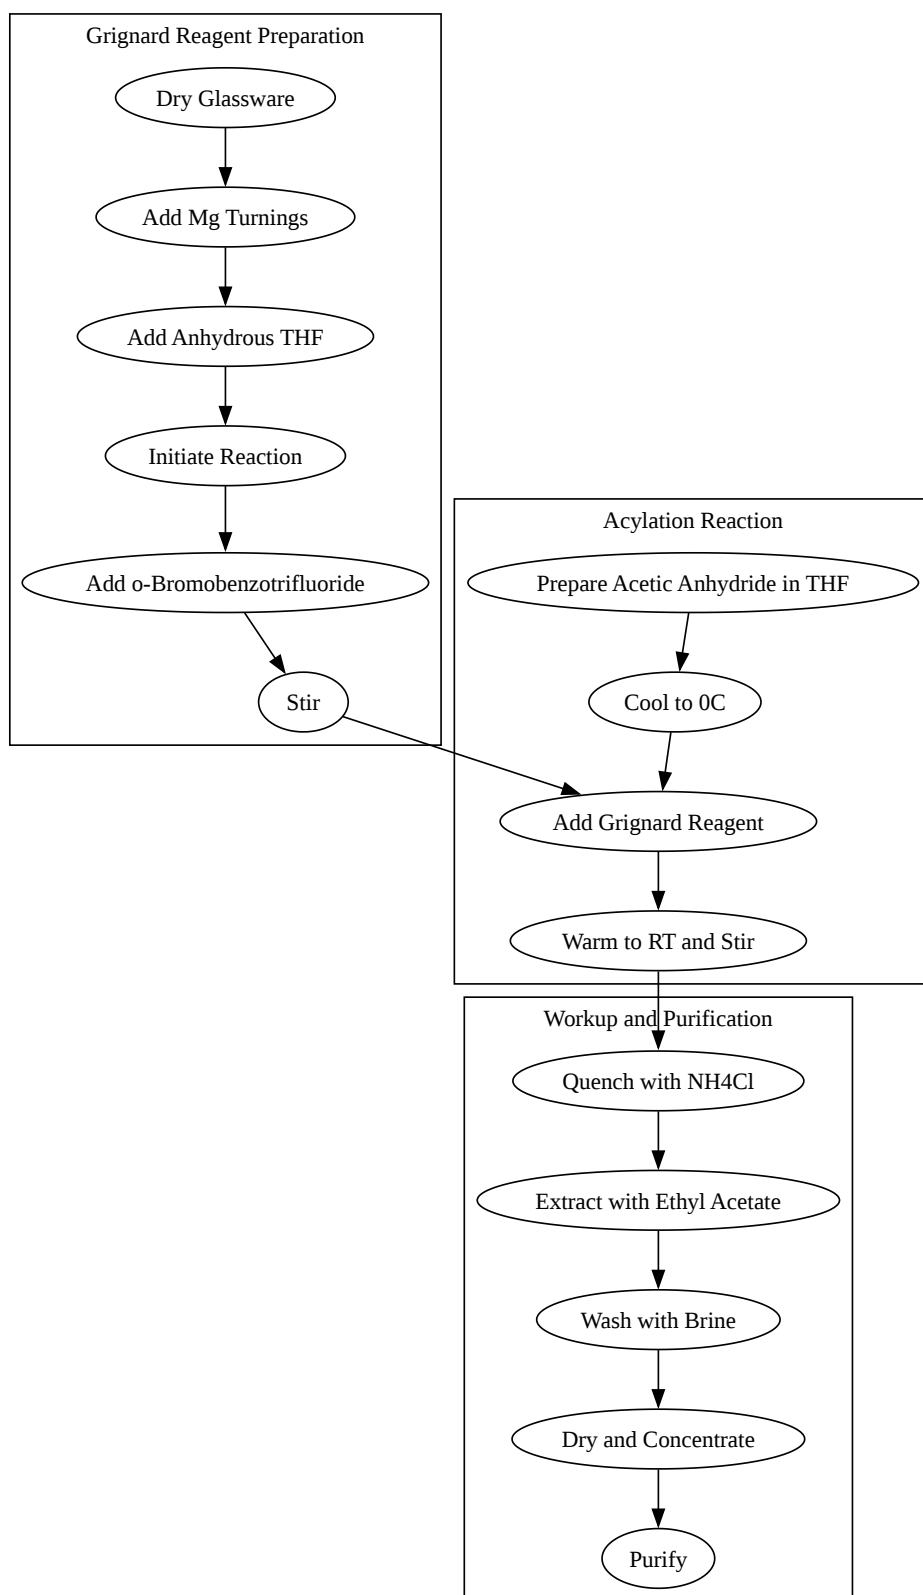 Grignard Reagent Preparation
Dry Glassware
Add Mg Turnings
Add Anhydrous THF
Initiate Reaction
Add o-Bromobenzotrifluoride
Stir
Acylation Reaction
Prepare Acetic Anhydride in THF
Cool to 0C
Add Grignard Reagent
Warm to RT and Stir
Workup and Purification
Quench with NH4Cl
Extract with Ethyl Acetate
Wash with Brine
Dry and Concentrate
Purify